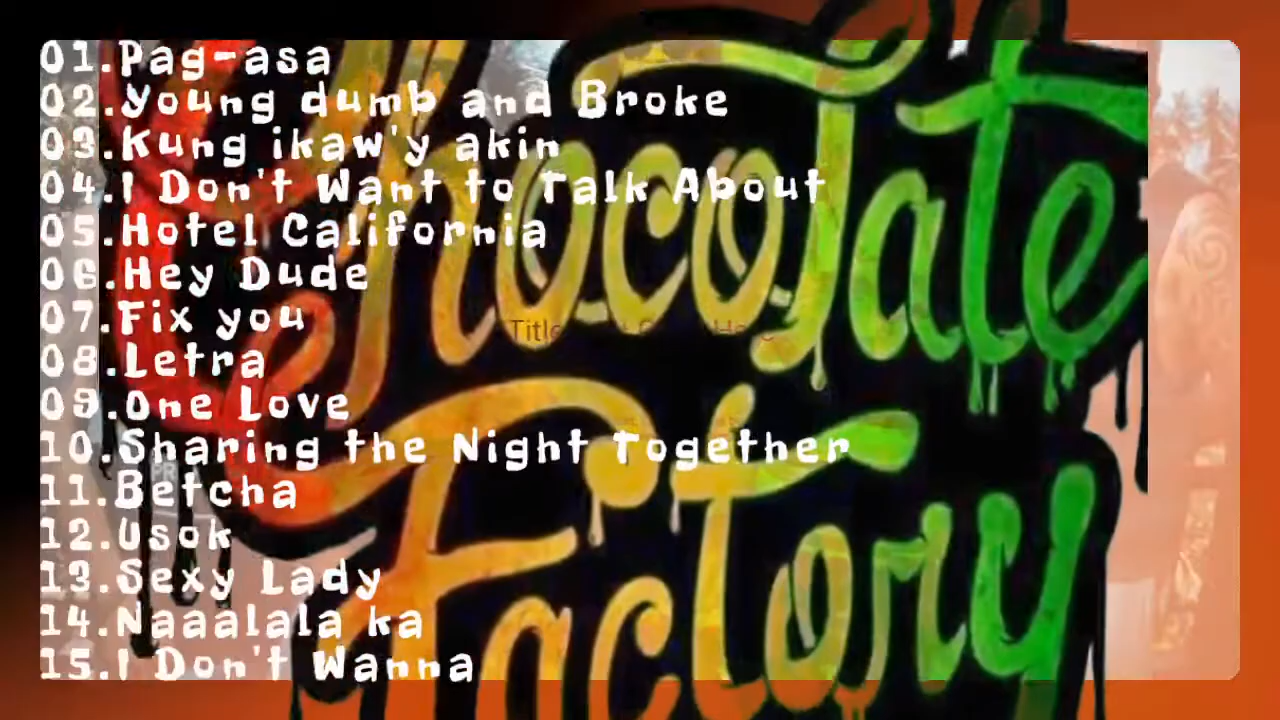 01.Pag-asa
02.Young dumb and Broke
03.Kung ikaw'y akin
04.I Don't Want to Talk About
05.Hotel California
06.Hey Dude
07.Fix you
08.Letra
09.One Love
10.Sharing the Night Together
11.Betcha
12.Usok
13.Sexy Lady
14.Naaalala ka
15.I Don't Wanna
Chocolate
Factory
Title